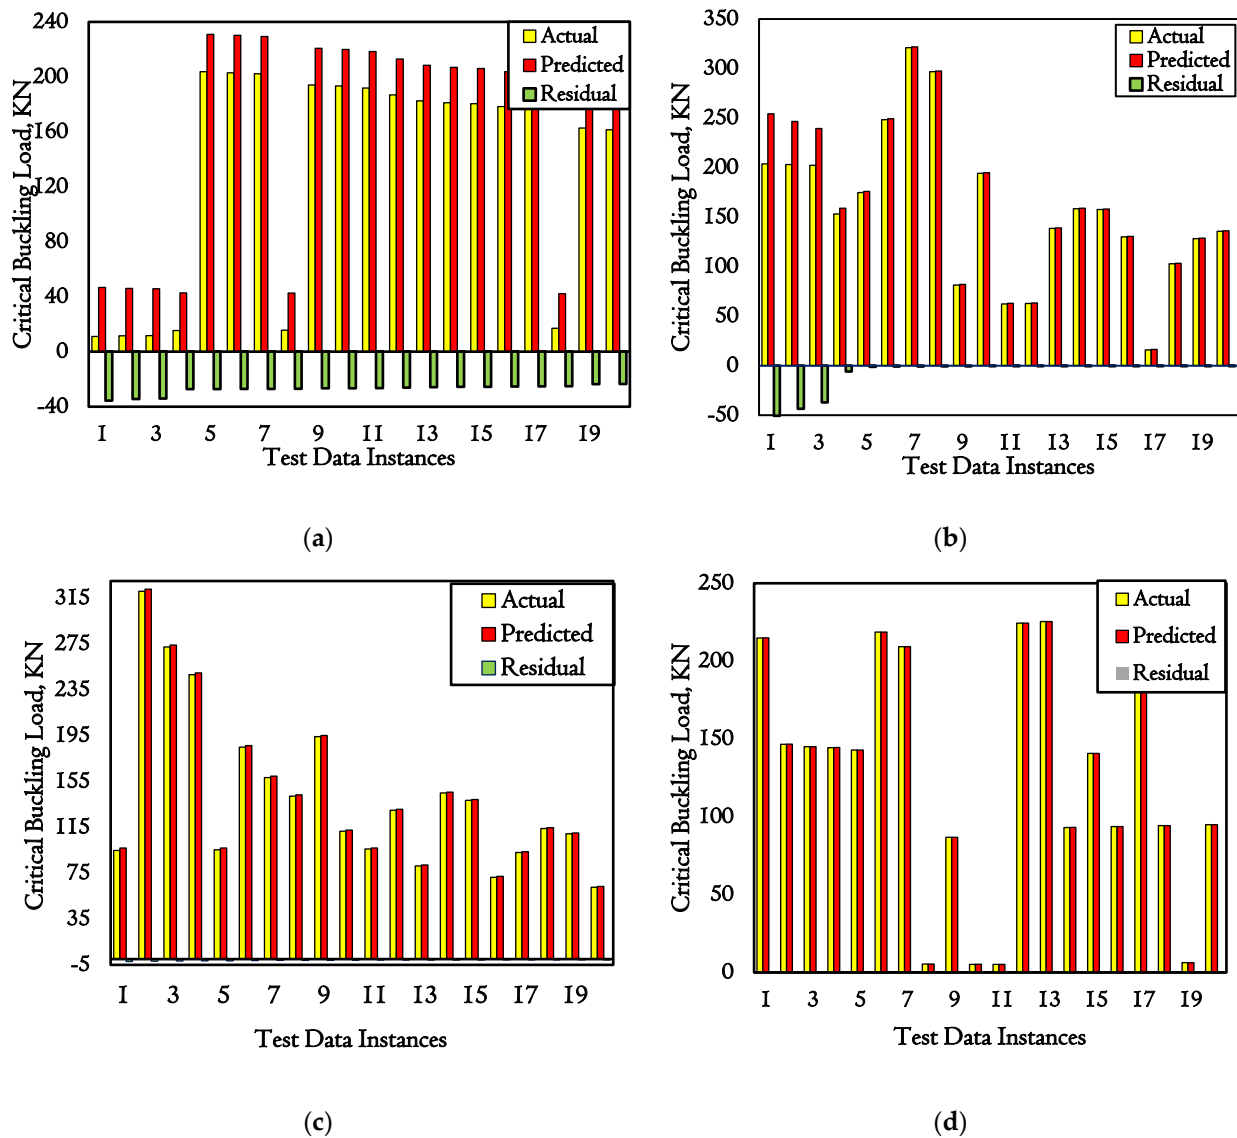 Critical Buckling Load, KN
240
200
160
120
80
40
0
-40
Actual
Predicted
Residual
1 3 5 7 9 11 13 15 17 19
Test Data Instances
(a)
Critical Buckling Load, KN
350
300
250
200
150
100
50
0
-50
Actual
Predicted
Residual
1 3 5 7 9 11 13 15 17 19
Test Data Instances
(b)
Critical Buckling Load, KN
315
275
235
195
155
115
75
35
-5
Actual
Predicted
Residual
1 3 5 7 9 11 13 15 17 19
Test Data Instances
(c)
Critical Buckling Load, KN
250
200
150
100
50
0
Actual
Predicted
Residual
1 3 5 7 9 11 13 15 17 19
Test Data Instances
(d)